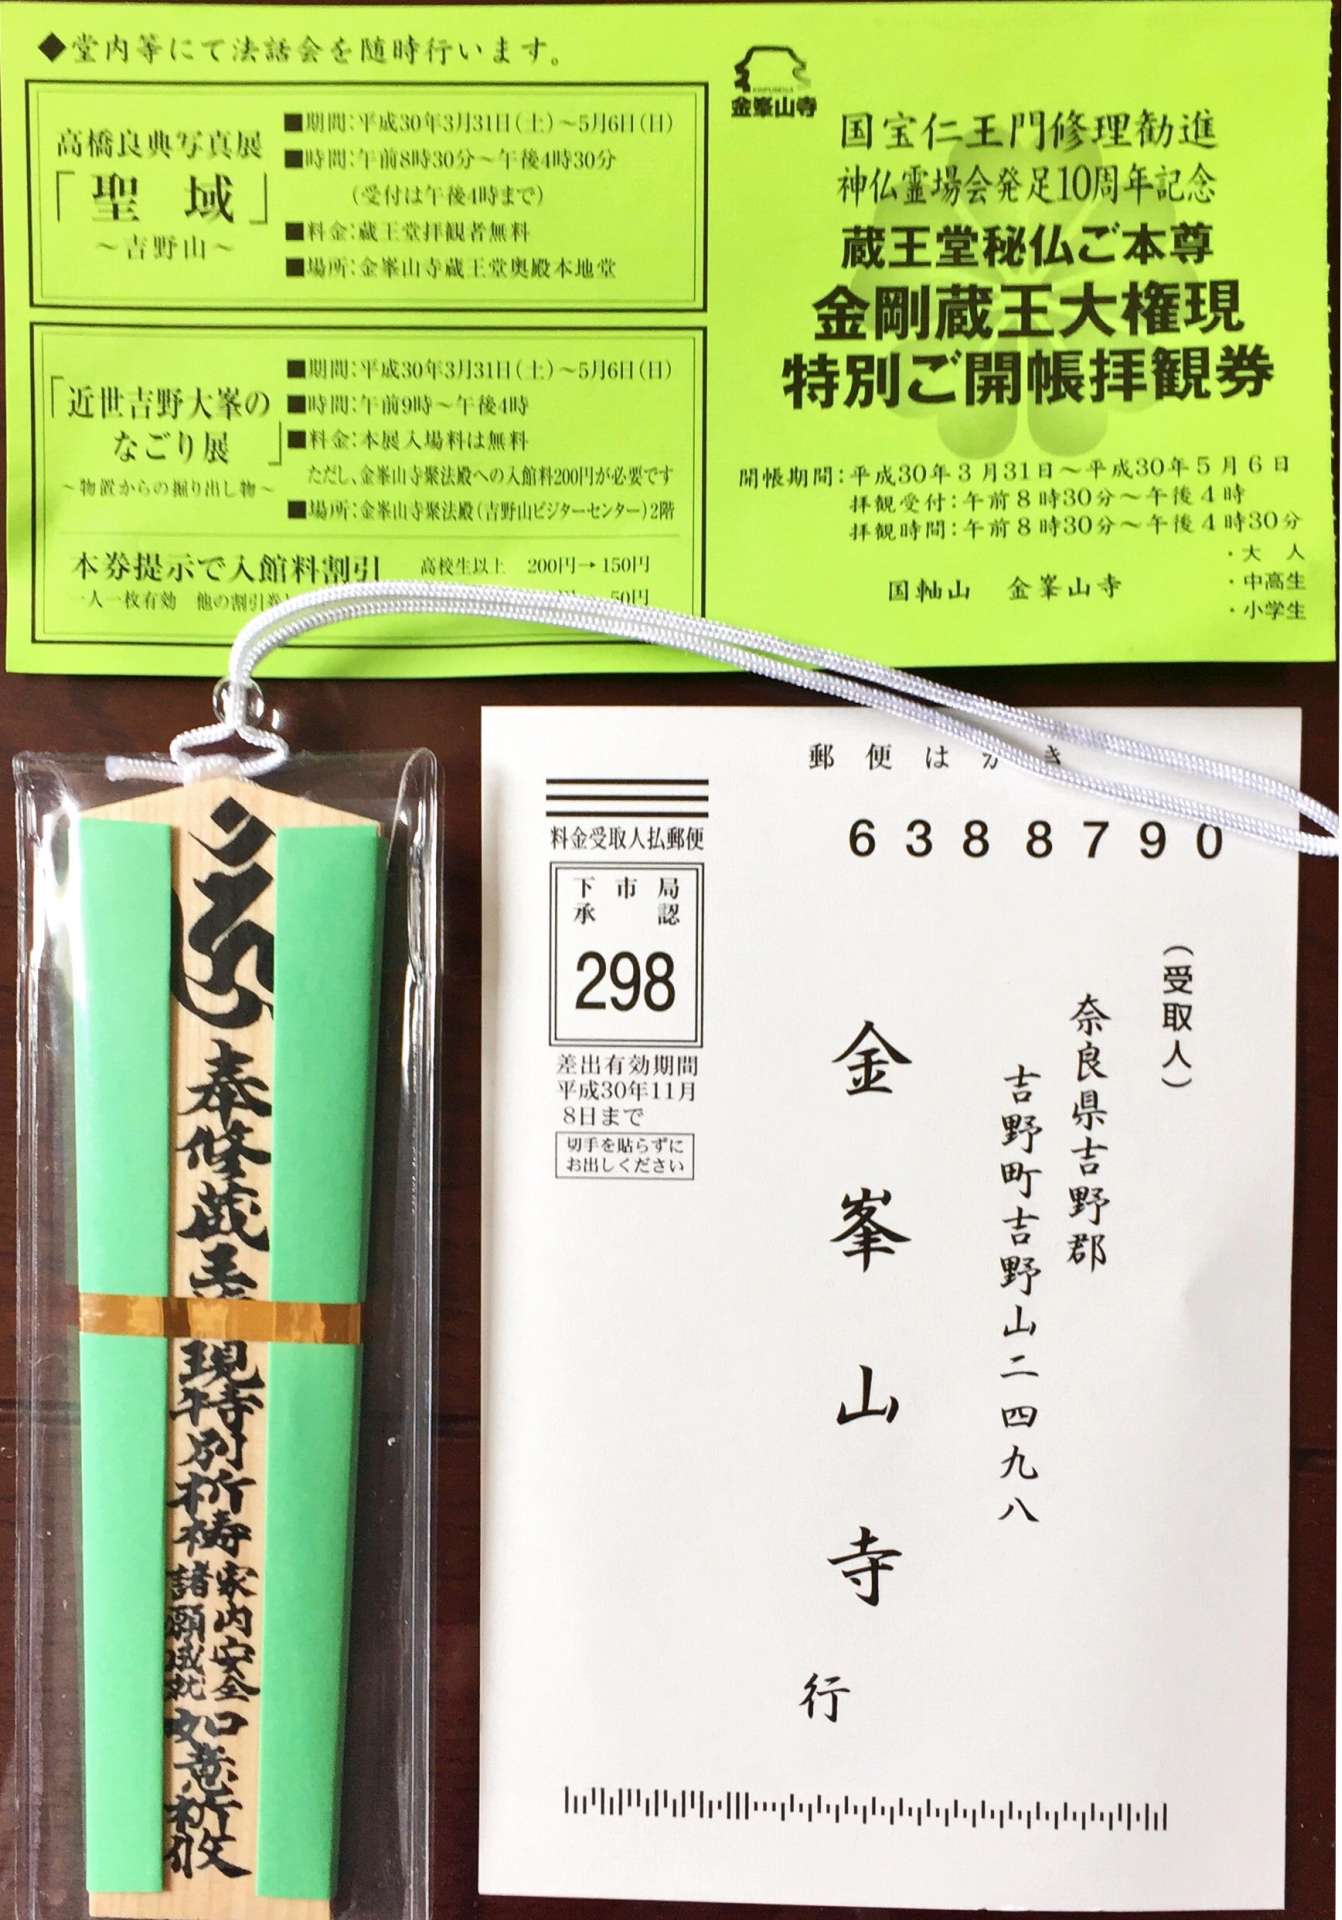 ◆堂内等にて法話会を随時行います。
高橋良典写真展
「聖域」
～吉野山～
■期間：平成30年3月31日（土）～5月6日（日）
■時間：午前8時30分～午後4時30分
（受付は午後4時まで）
■料金：蔵王堂拝観者無料
■場所：金峯山寺蔵王堂奥殿本地堂
「近世吉野大峯の
なごり展」
～物置からの掘り出し物～
■期間：平成30年3月31日（土）～5月6日（日）
■時間：午前9時～午後4時
■料金：本展入場料は無料
ただし、金峯山寺聚法殿への入館料200円が必要です
■場所：金峯山寺聚法殿（吉野山ビジターセンター）2階
本券提示で入館料割引
高校生以上 200円→150円
一人一枚有効 他の割引券
50円
金峯山寺
国宝仁王門修理勧進
神仏霊場会発足10周年記念
蔵王堂秘仏ご本尊
金剛蔵王大権現
特別ご開帳拝観券
開帳期間：平成30年3月31日～平成30年5月6日
拝観受付：午前8時30分～午後4時
拝観時間：午前8時30分～午後4時30分
・大人
・中高生
・小学生
国軸山 金峯山寺
奉修蔵王
現特別祈祷
家内安全
諸願成就
如意祈攸
郵便はがき
6388790
料金受取人払郵便
下市局
承認
298
差出有効期間
平成30年11月
8日まで
切手を貼らずに
お出しください
（受取人）
奈良県吉野郡
吉野町吉野山二四九八
金峯山寺
行